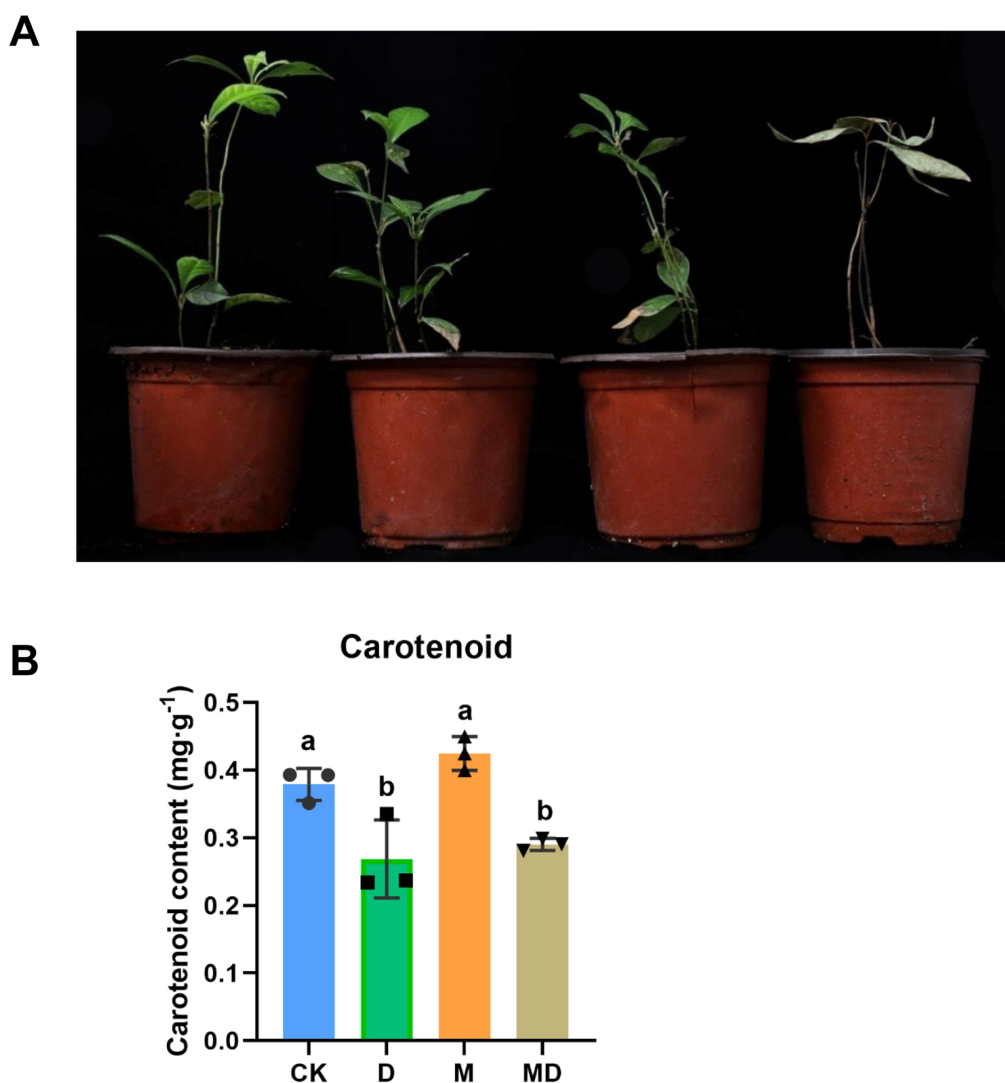 A
B
Carotenoid
Carotenoid content (mg·g⁻¹)
0.5
0.4
0.3
0.2
0.1
0.0
a
b
a
b
CK
D
M
MD